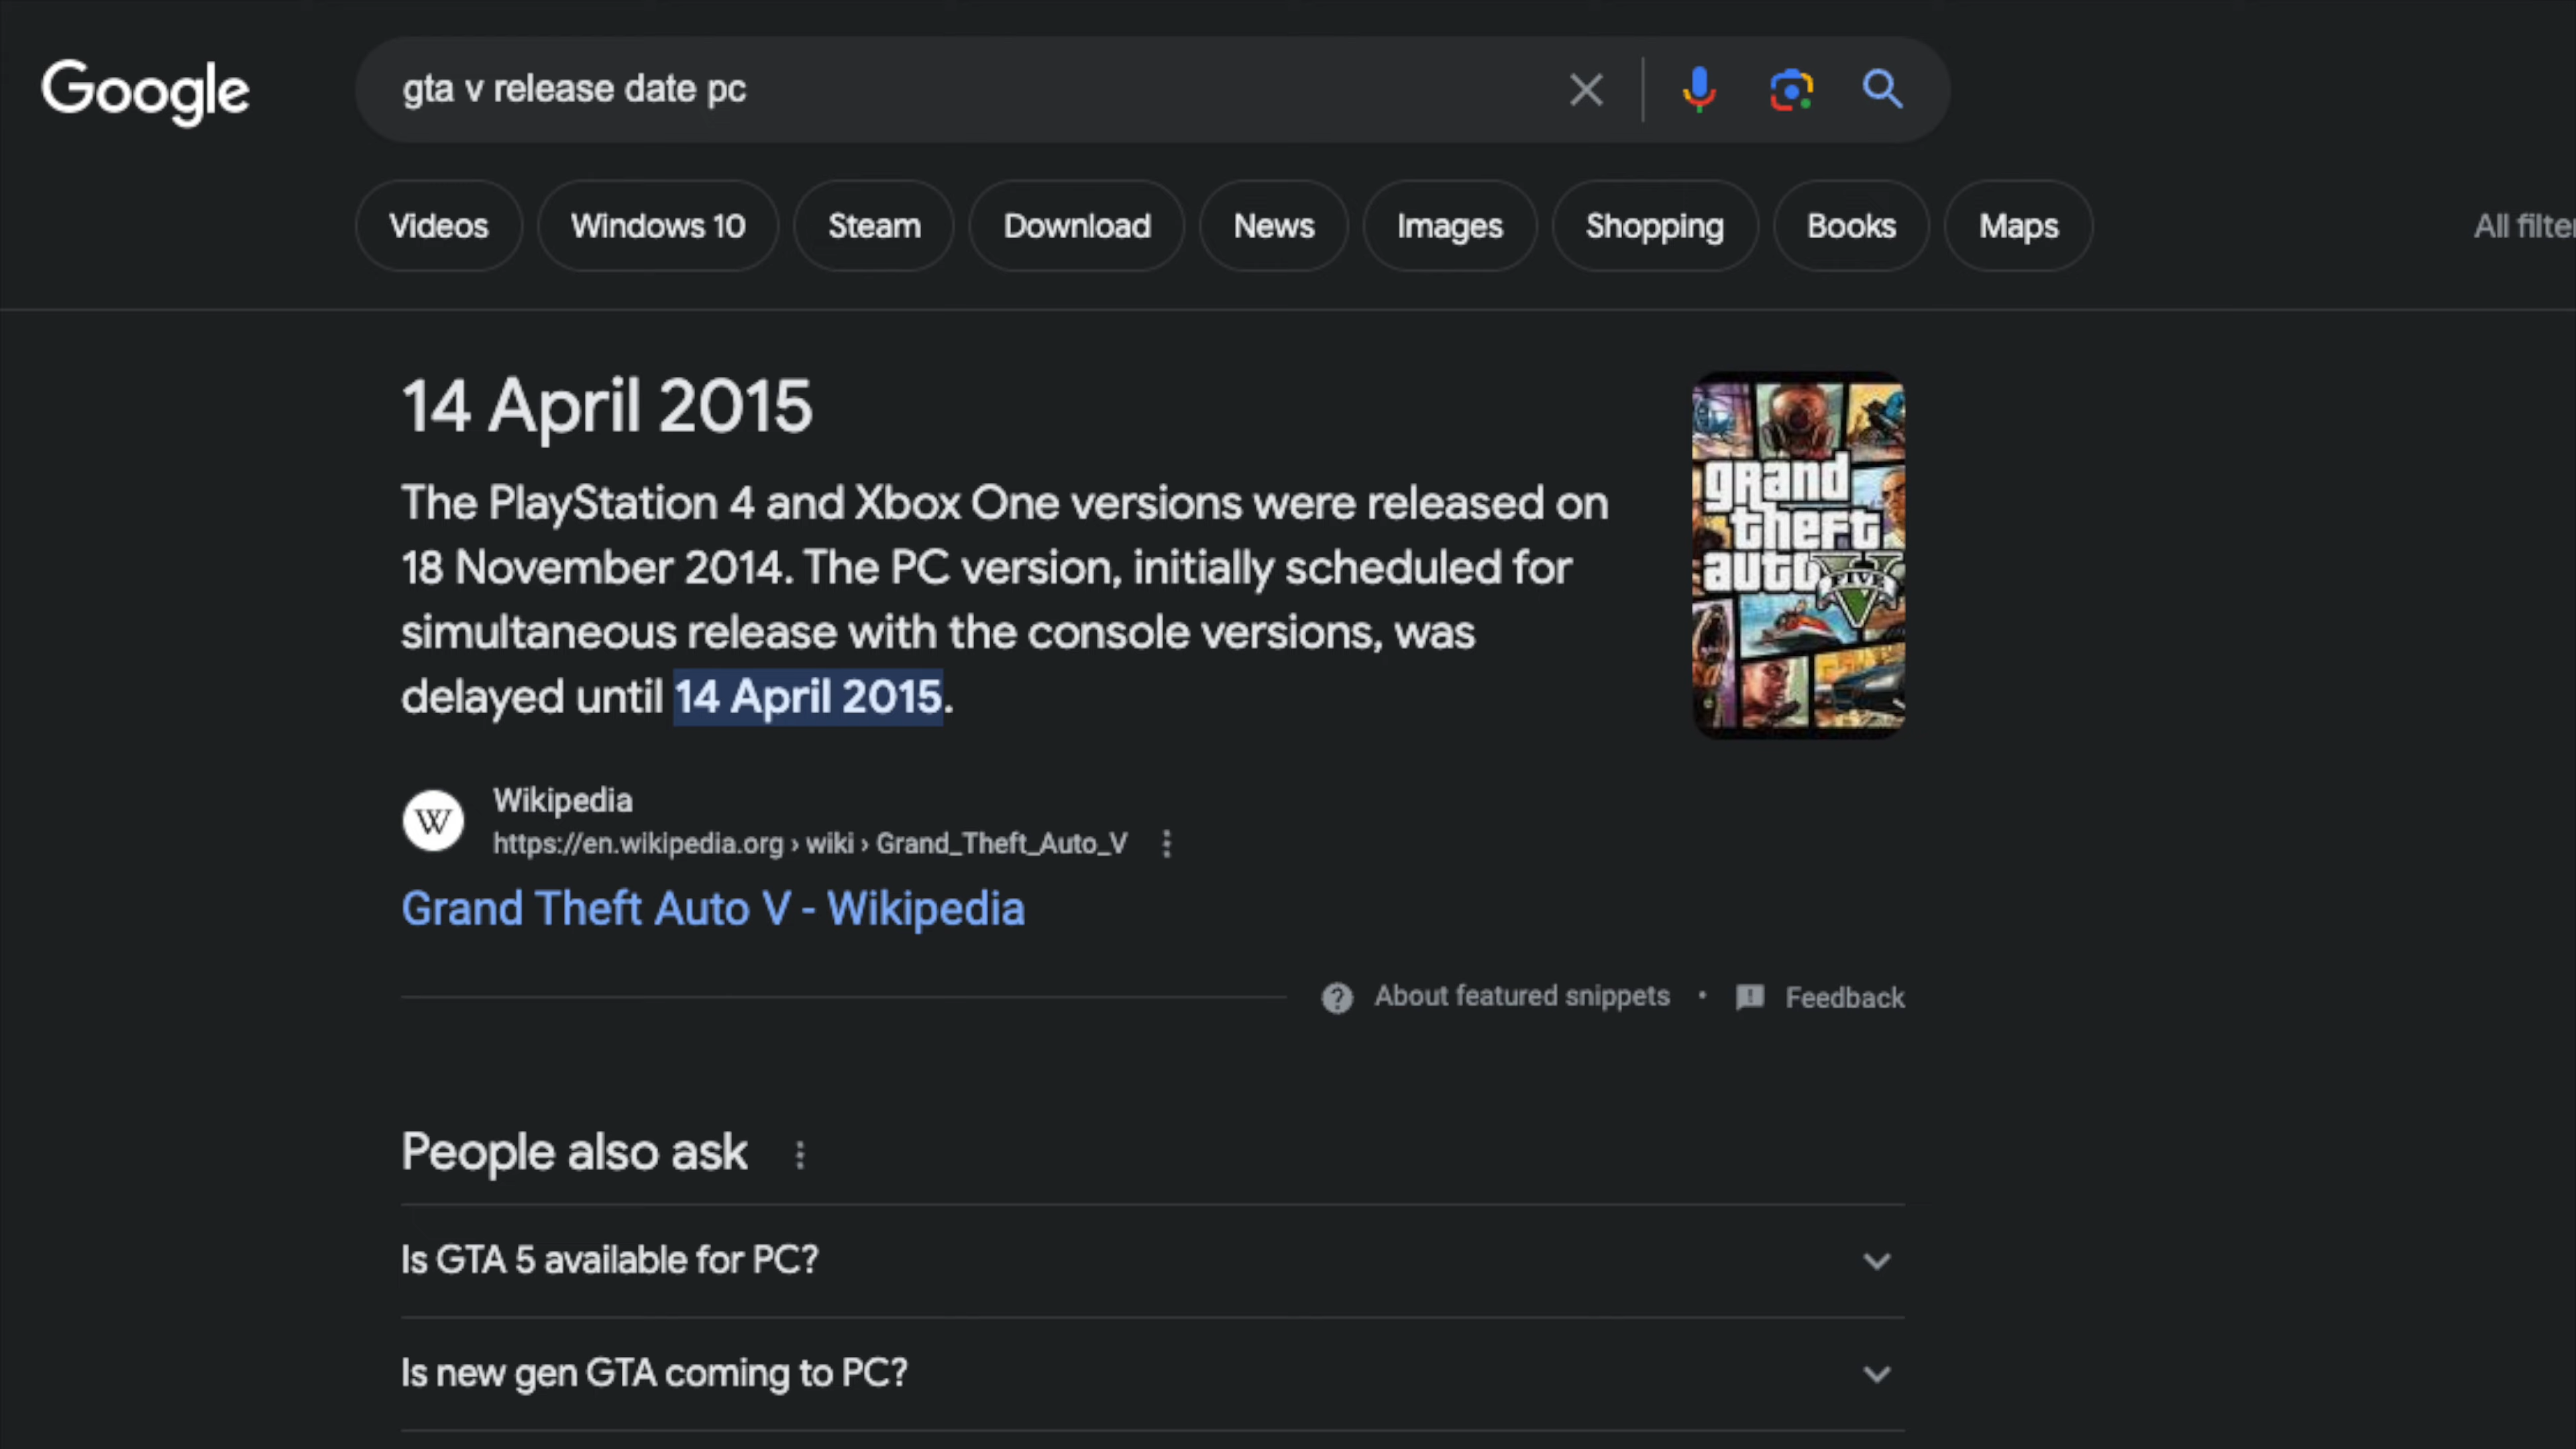 Google
gta v release date pc
Videos
Windows 10
Steam
Download
News
Images
Shopping
Books
Maps
All filte
14 April 2015
The PlayStation 4 and Xbox One versions were released on
18 November 2014. The PC version, initially scheduled for
simultaneous release with the console versions, was
delayed until 14 April 2015.
grand
theft
auto
FIVE
W
Wikipedia
https://en.wikipedia.org › wiki › Grand_Theft_Auto_V
Grand Theft Auto V - Wikipedia
About featured snippets • Feedback
People also ask
Is GTA 5 available for PC?
Is new gen GTA coming to PC?